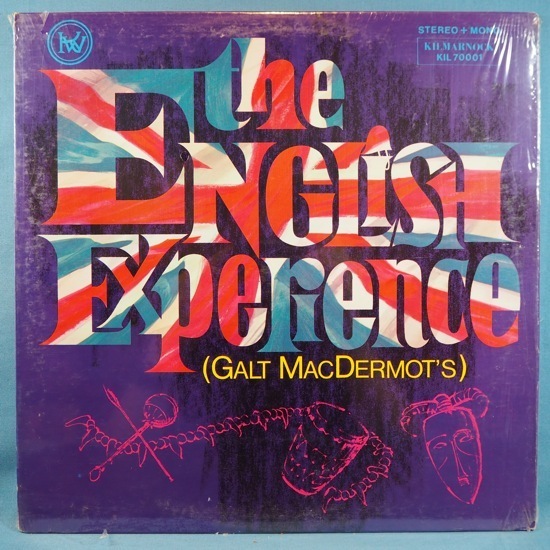 KW
STEREO + MONO
KILMARNOCK
KIL 70001
the
ENGLISH
Experience
(GALT MACDERMOT'S)